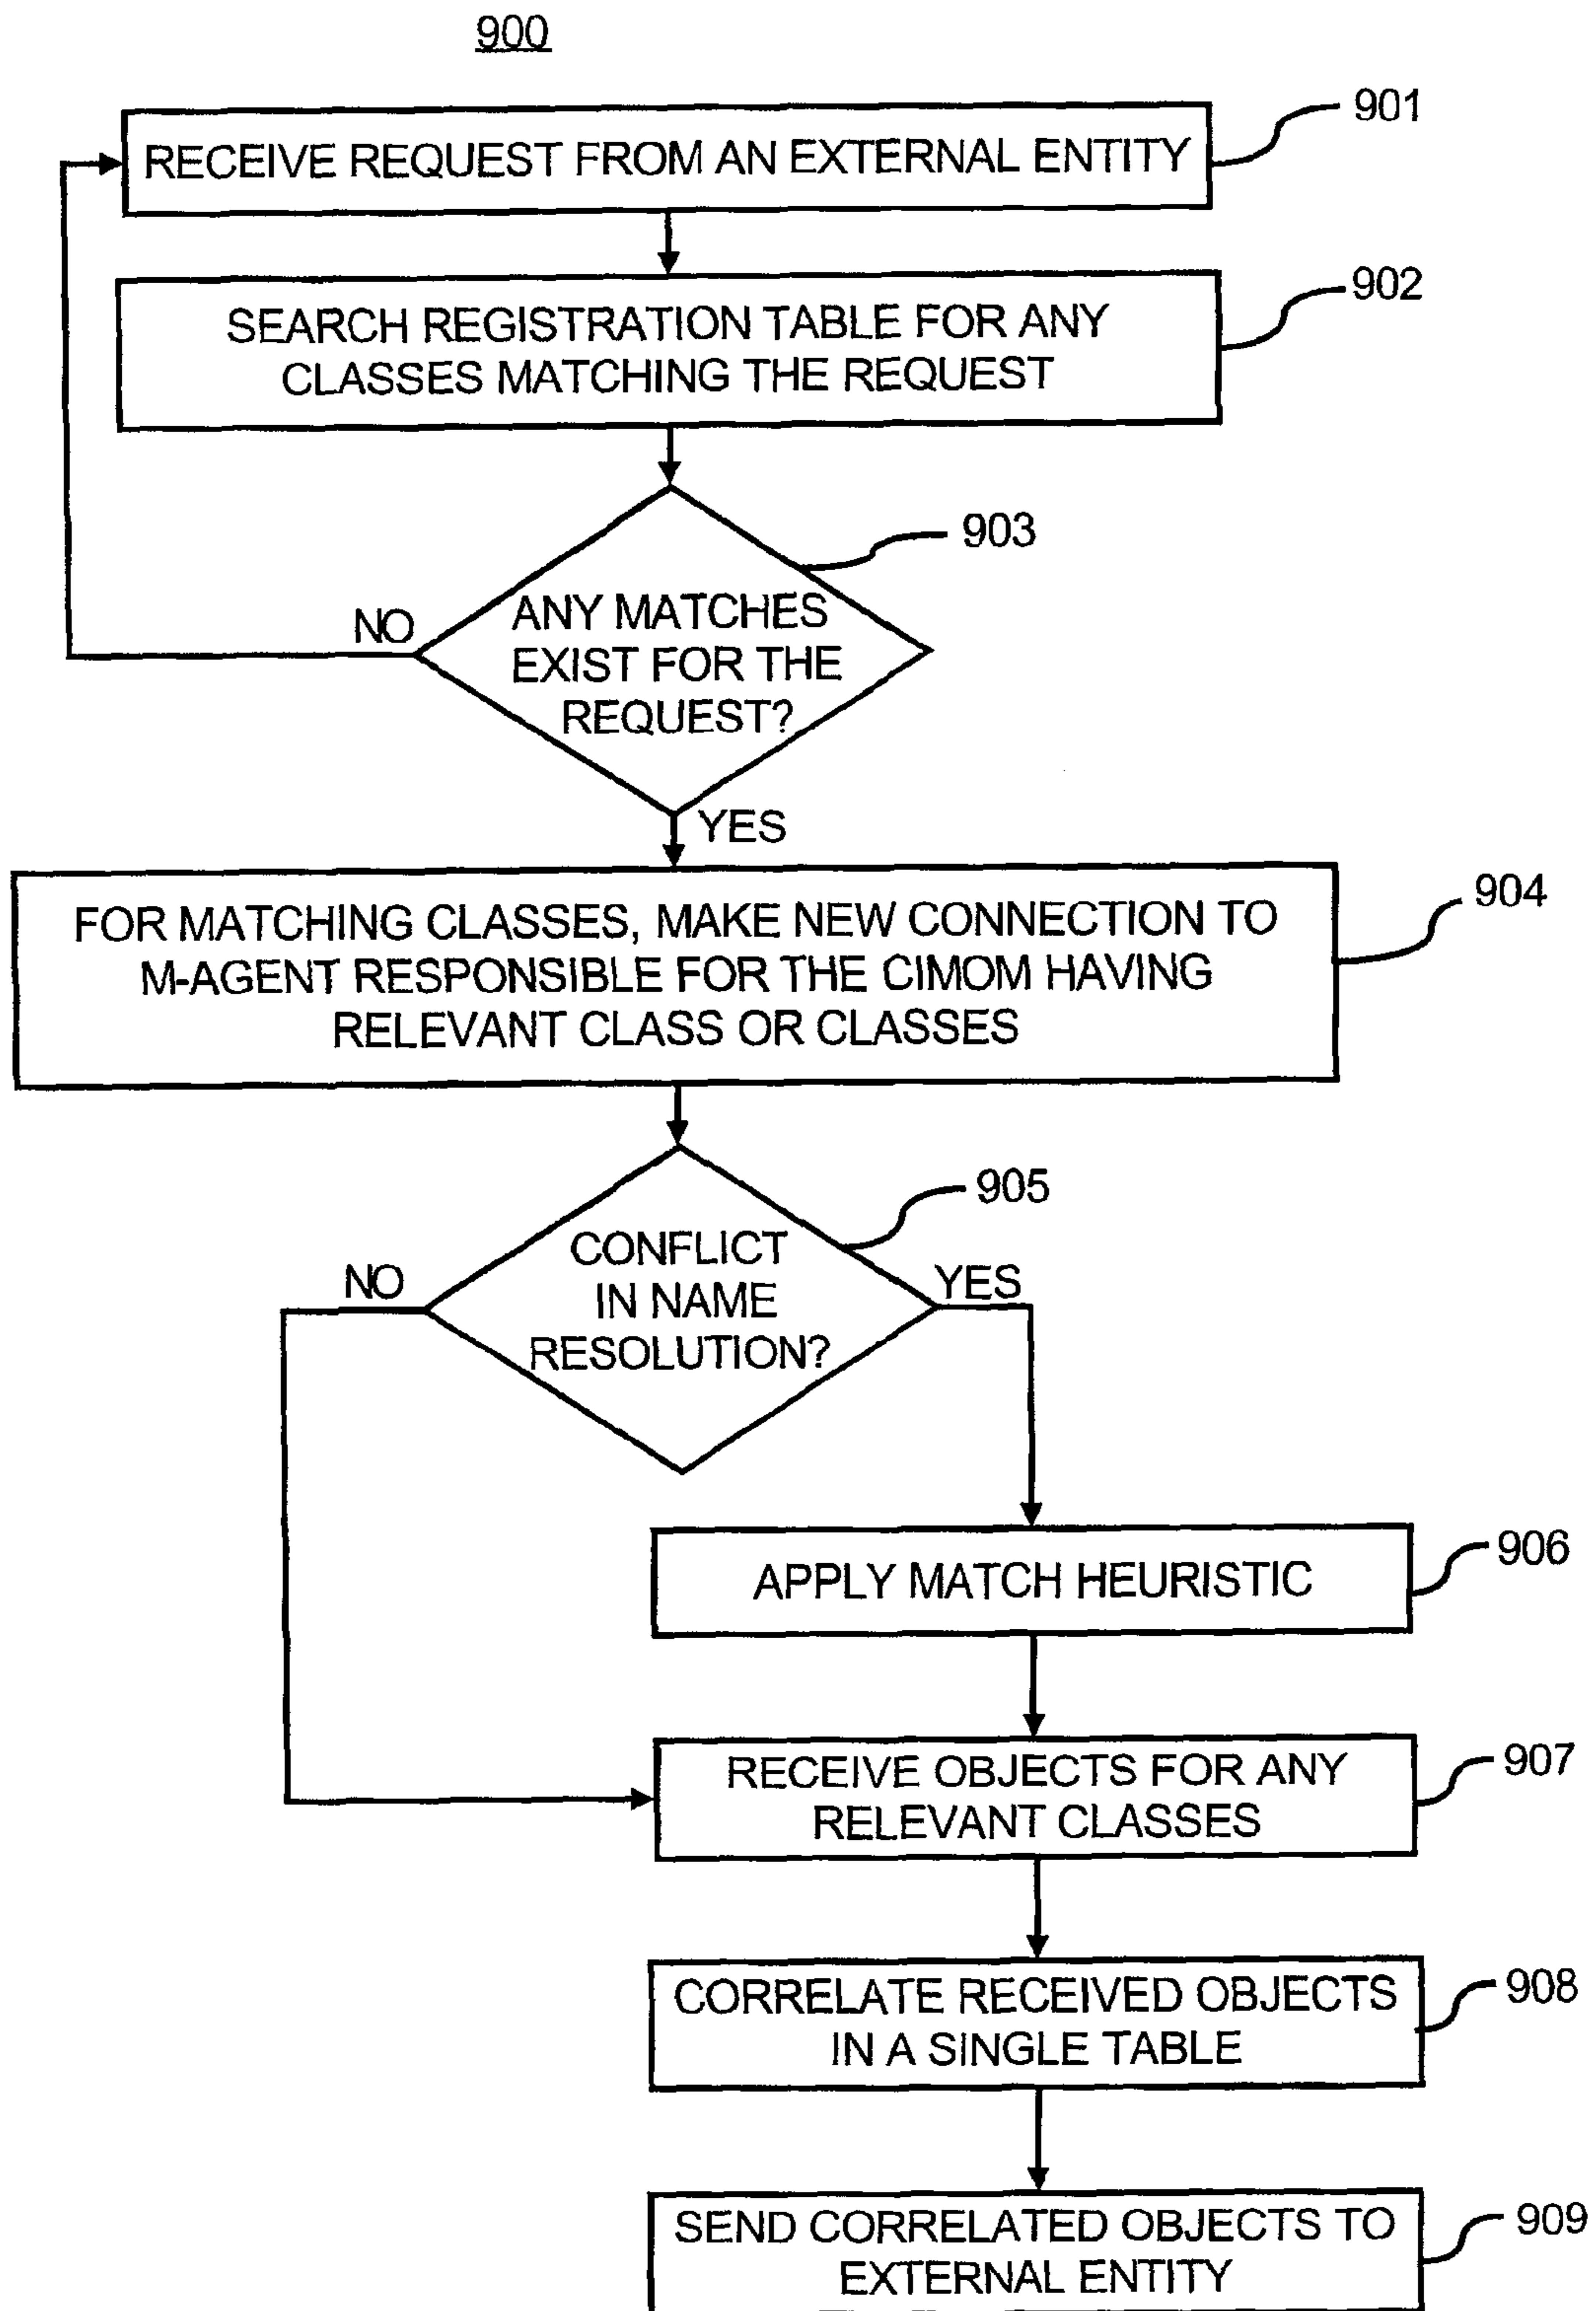 900
901
RECEIVE REQUEST FROM AN EXTERNAL ENTITY
902
SEARCH REGISTRATION TABLE FOR ANY
CLASSES MATCHING THE REQUEST
903
NO
ANY MATCHES
EXIST FOR THE
REQUEST?
YES
904
FOR MATCHING CLASSES, MAKE NEW CONNECTION TO
M-AGENT RESPONSIBLE FOR THE CIMOM HAVING
RELEVANT CLASS OR CLASSES
905
NO
CONFLICT
IN NAME
RESOLUTION?
YES
906
APPLY MATCH HEURISTIC
907
RECEIVE OBJECTS FOR ANY
RELEVANT CLASSES
908
CORRELATE RECEIVED OBJECTS
IN A SINGLE TABLE
909
SEND CORRELATED OBJECTS TO
EXTERNAL ENTITY